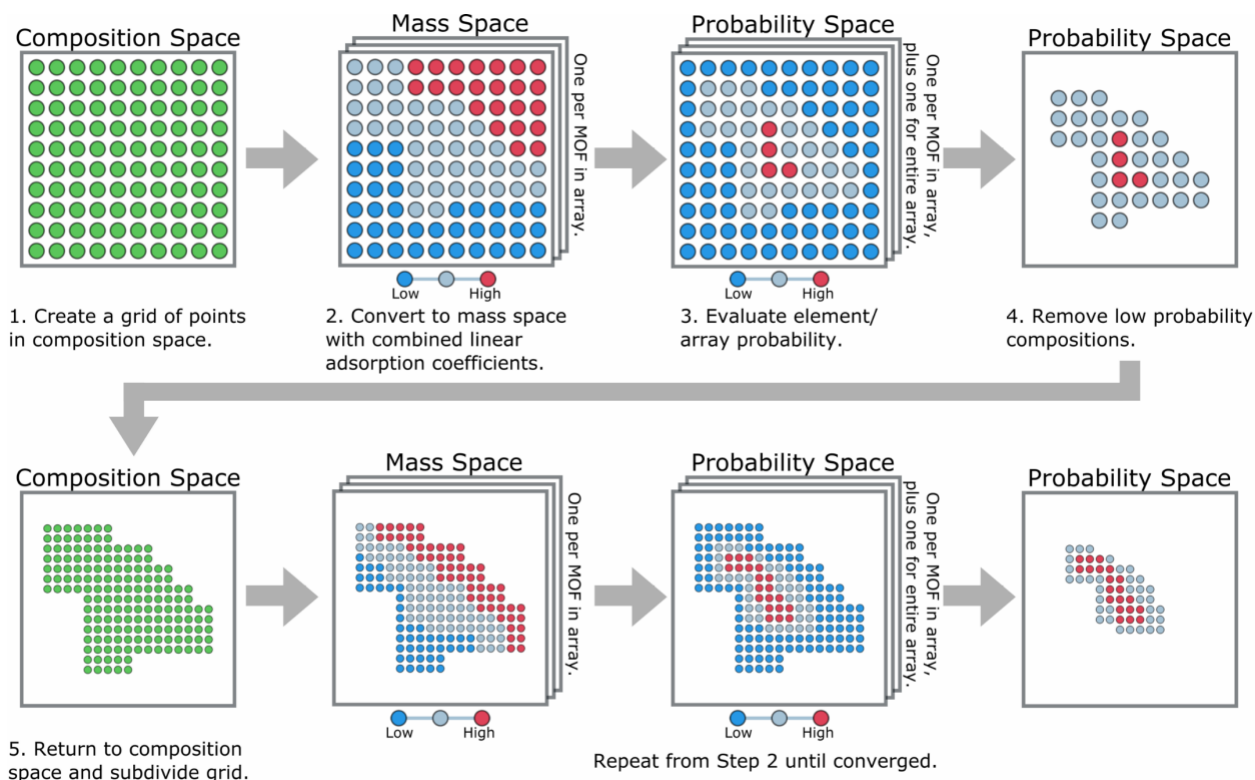 Composition Space
Mass Space
Probability Space
Probability Space
One per MOF in array.
One per MOF in array,
plus one for entire array.
Low
High
Low
High
1. Create a grid of points
in composition space.
2. Convert to mass space
with combined linear
adsorption coefficients.
3. Evaluate element/
array probability.
4. Remove low probability
compositions.
Composition Space
Mass Space
Probability Space
Probability Space
One per MOF in array.
One per MOF in array,
plus one for entire array.
Low
High
Low
High
5. Return to composition
space and subdivide grid.
Repeat from Step 2 until converged.